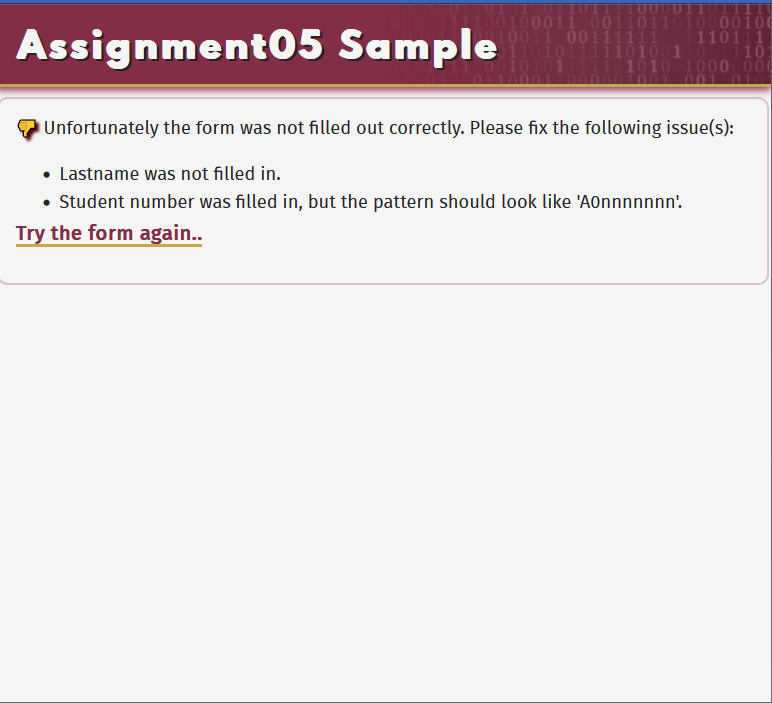 Assignment05 Sample
Unfortunately the form was not filled out correctly. Please fix the following issue(s):
• Lastname was not filled in.
• Student number was filled in, but the pattern should look like 'A0nnnnnnn'.
Try the form again..